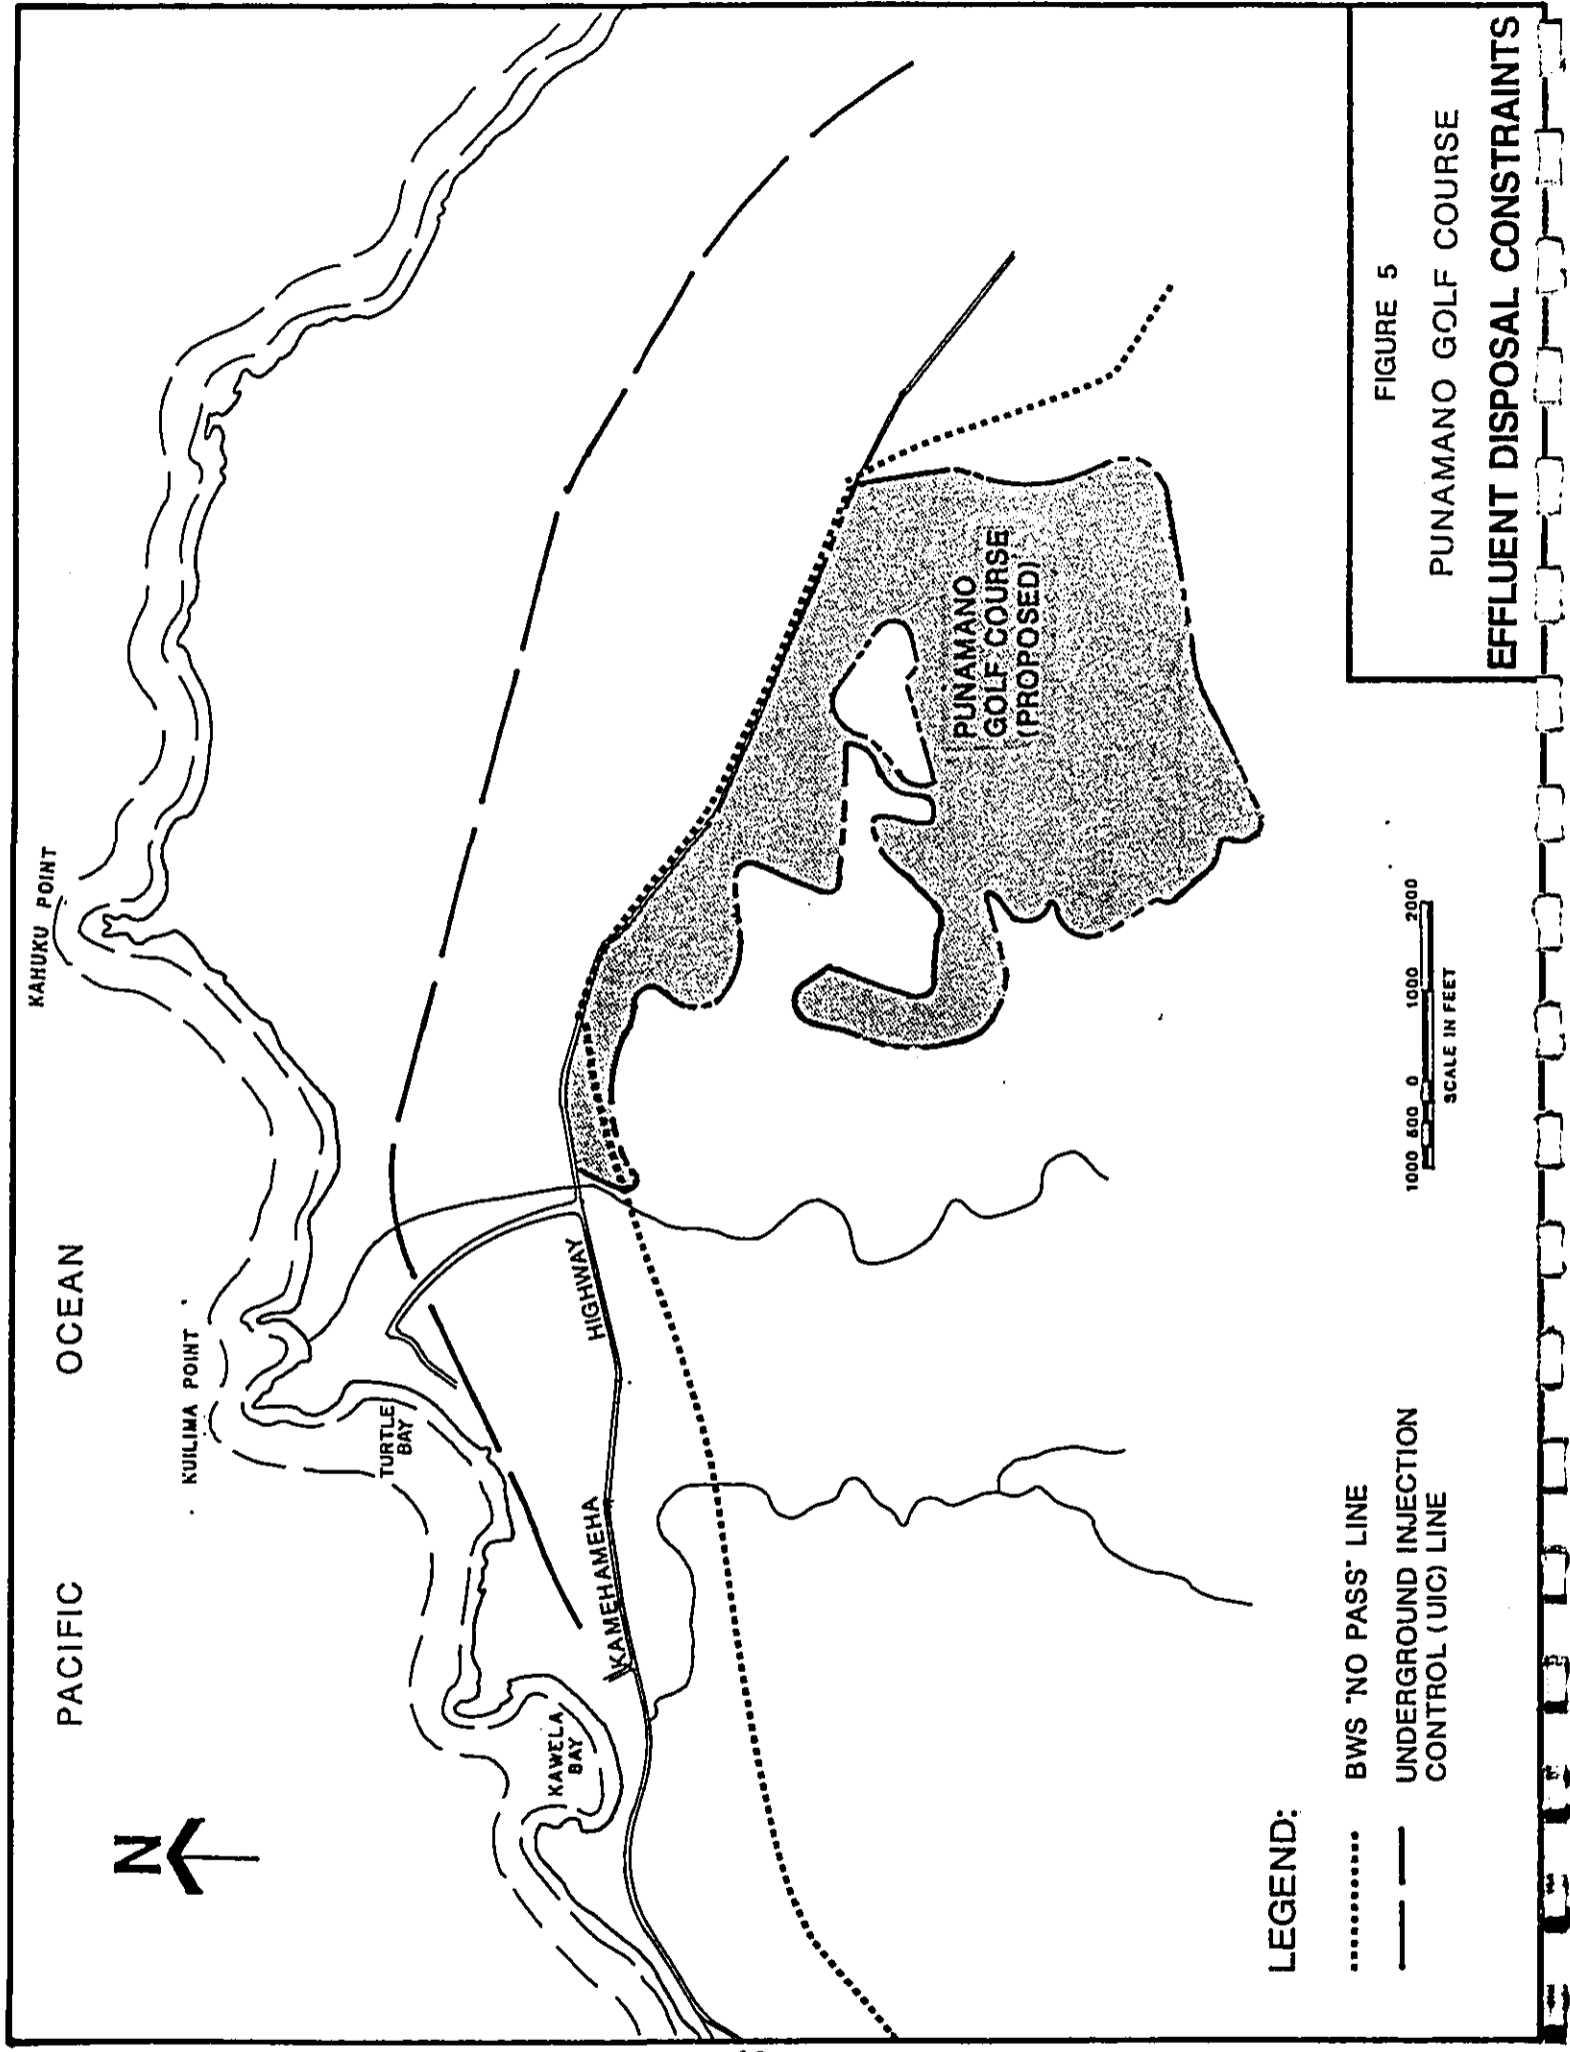 N
PACIFIC OCEAN
KAHUKU POINT
KUILIMA POINT
TURTLE
BAY
KAWELA
BAY
KAMEHAMEHA HIGHWAY
PUNAMANO
GOLF COURSE
(PROPOSED)
LEGEND:
BWS "NO PASS" LINE
UNDERGROUND INJECTION
CONTROL (UIC) LINE
1000 500 0 1000 2000
SCALE IN FEET
FIGURE 5
PUNAMANO GOLF COURSE
EFFLUENT DISPOSAL CONSTRAINTS